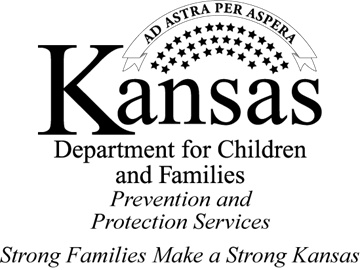 AD ASTRA PER ASPERA
Kansas
Department for Children
and Families
Prevention and
Protection Services
Strong Families Make a Strong Kansas